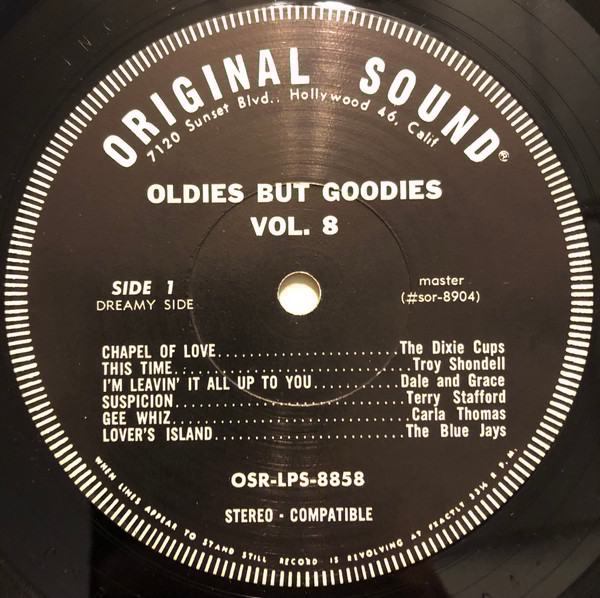 ORIGINAL SOUND®
7120 Sunset Blvd., Hollywood 46, Calif
OLDIES BUT GOODIES
VOL. 8
SIDE 1
DREAMY SIDE
master
(#sor-8904)
CHAPEL OF LOVE........................The Dixie Cups
THIS TIME................................Troy Shondell
I'M LEAVIN' IT ALL UP TO YOU...........Dale and Grace
SUSPICION...............................Terry Stafford
GEE WHIZ................................Carla Thomas
LOVER'S ISLAND.........................The Blue Jays
OSR-LPS-8858
STEREO - COMPATIBLE
WHEN LINES APPEAR TO STAND STILL, RECORD IS REVOLVING AT EXACTLY 33⅓ R.P.M.